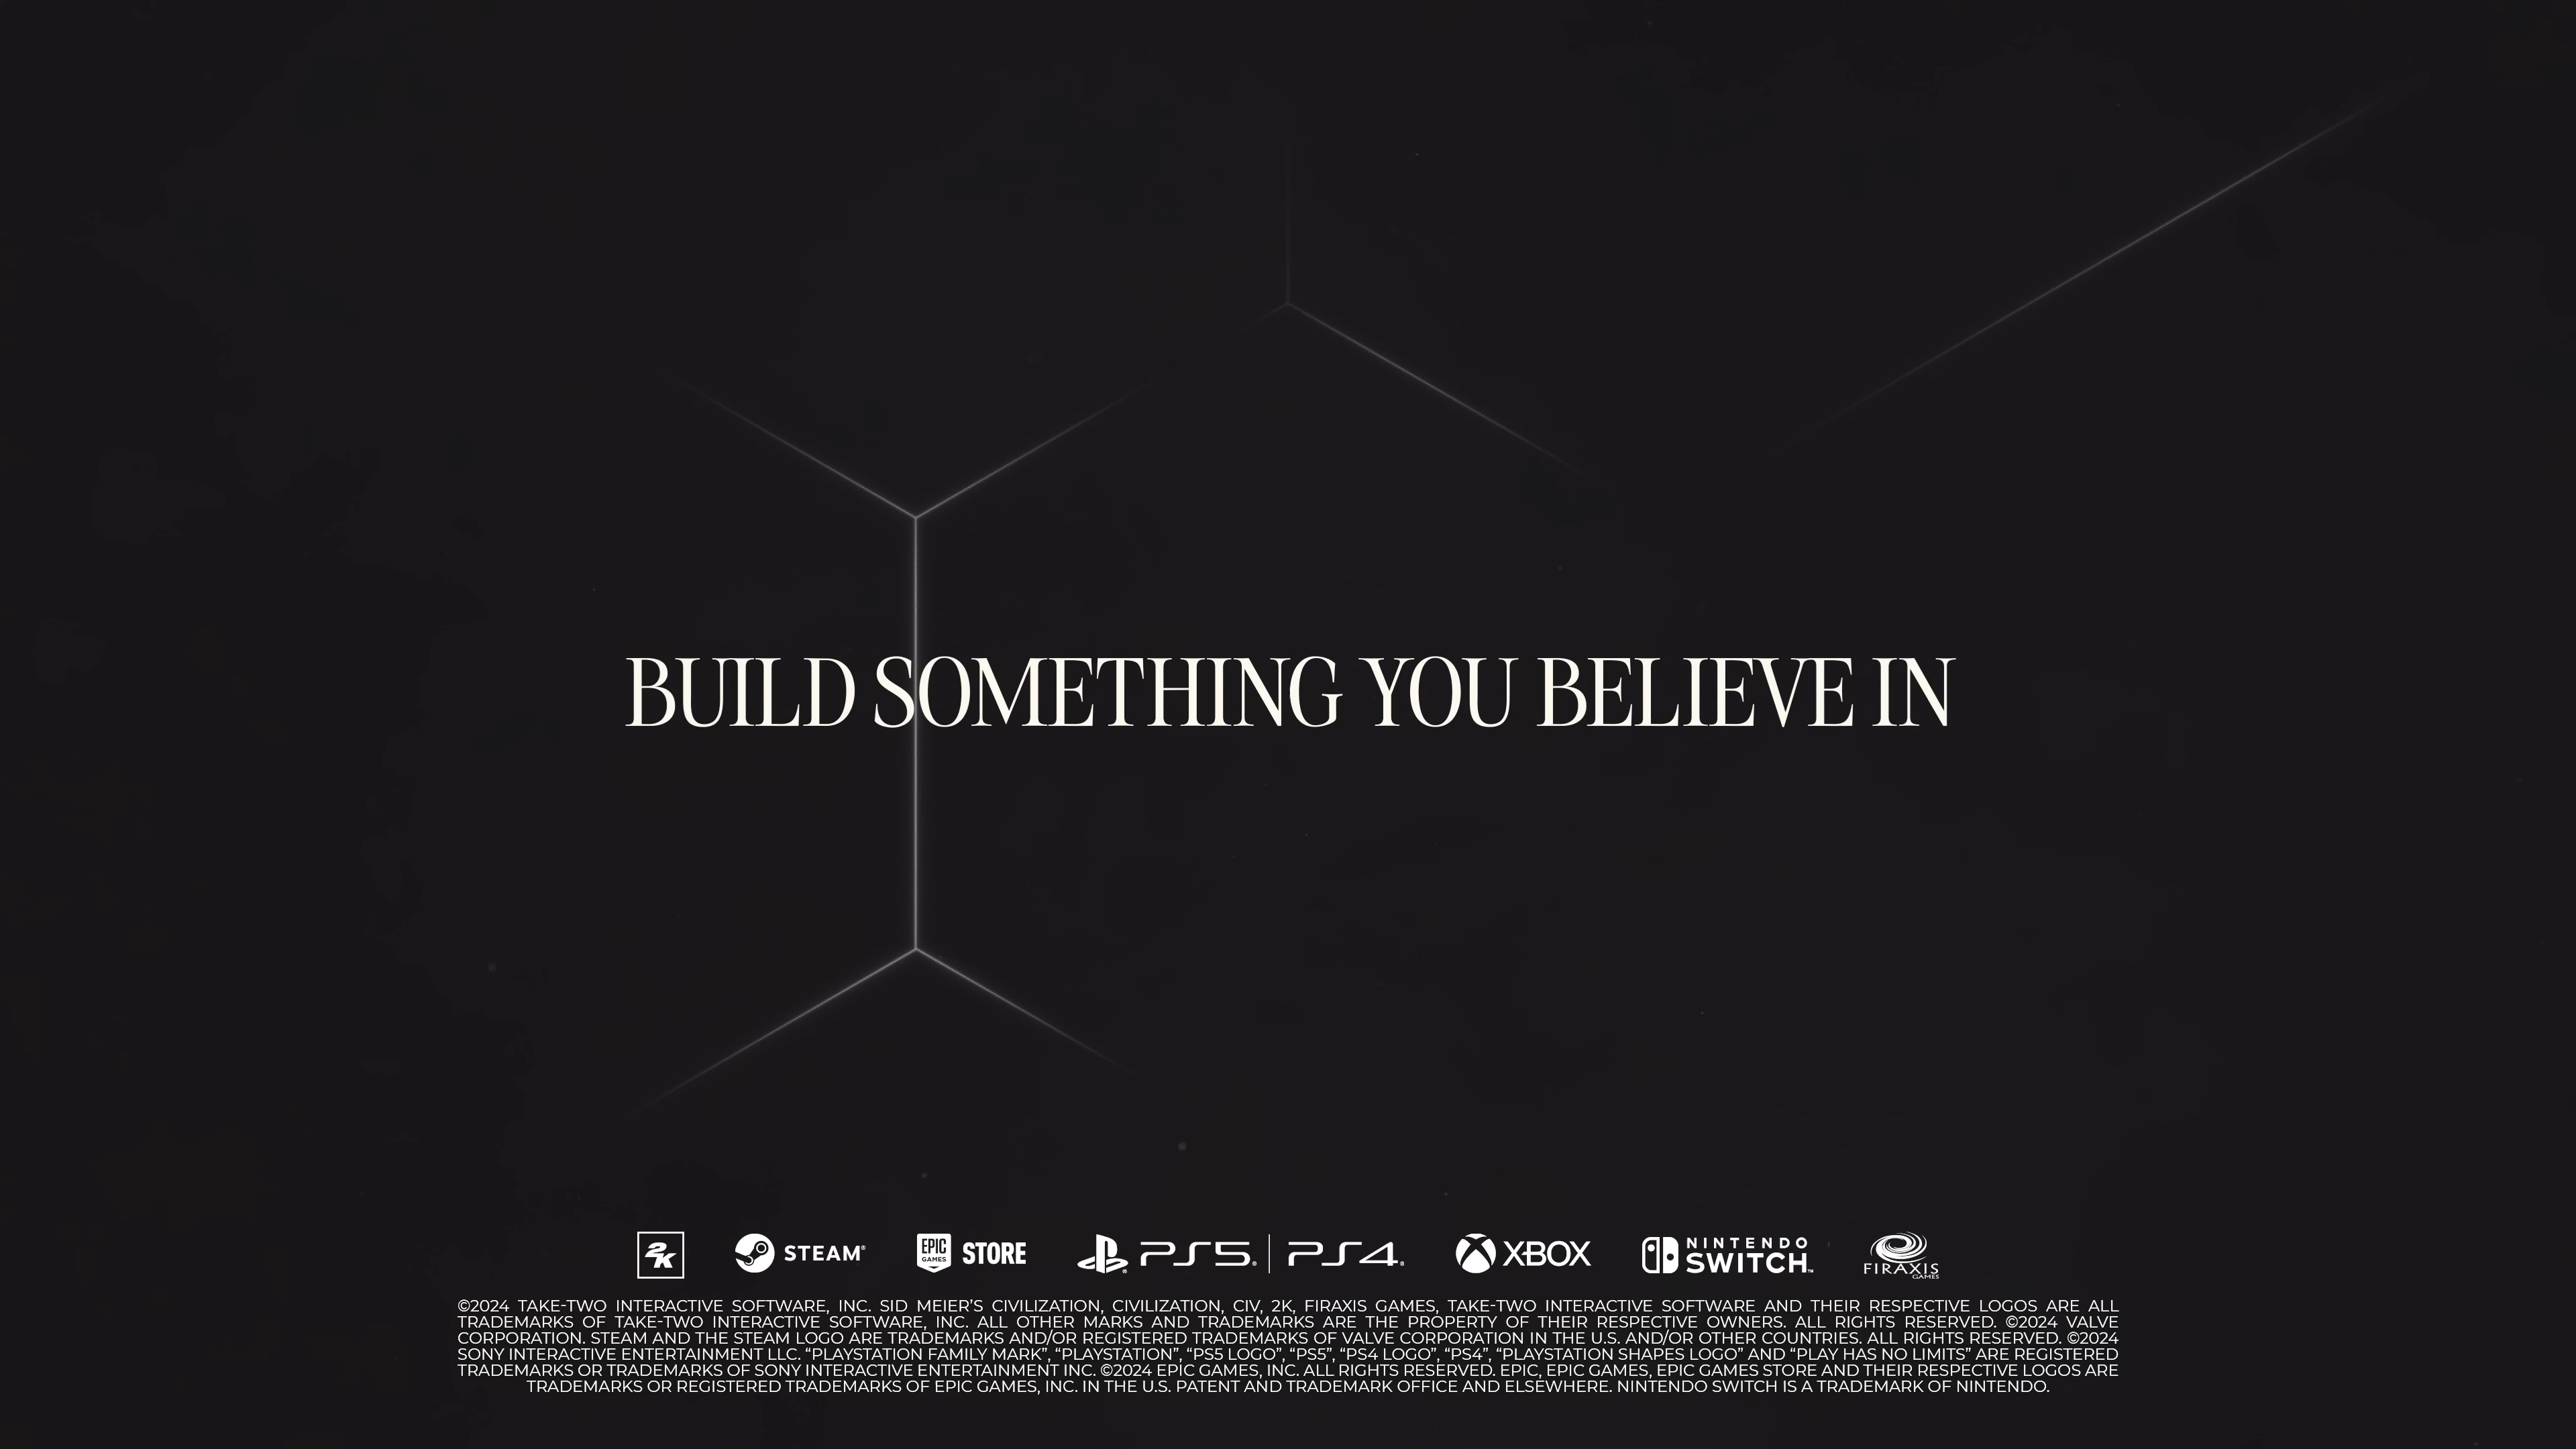 BUILD SOMETHING YOU BELIEVE IN
2K STEAM® EPIC GAMES STORE PS5® PS4® XBOX NINTENDO SWITCH™ FIRAXIS GAMES
©2024 TAKE-TWO INTERACTIVE SOFTWARE, INC. SID MEIER’S CIVILIZATION, CIVILIZATION, CIV, 2K, FIRAXIS GAMES, TAKE-TWO INTERACTIVE SOFTWARE AND THEIR RESPECTIVE LOGOS ARE ALL
TRADEMARKS OF TAKE-TWO INTERACTIVE SOFTWARE, INC. ALL OTHER MARKS AND TRADEMARKS ARE THE PROPERTY OF THEIR RESPECTIVE OWNERS. ALL RIGHTS RESERVED. ©2024 VALVE
CORPORATION. STEAM AND THE STEAM LOGO ARE TRADEMARKS AND/OR REGISTERED TRADEMARKS OF VALVE CORPORATION IN THE U.S. AND/OR OTHER COUNTRIES. ALL RIGHTS RESERVED. ©2024
SONY INTERACTIVE ENTERTAINMENT LLC. “PLAYSTATION FAMILY MARK”, “PLAYSTATION”, “PS5 LOGO”, “PS5”, “PS4 LOGO”, “PS4”, “PLAYSTATION SHAPES LOGO” AND “PLAY HAS NO LIMITS” ARE REGISTERED
TRADEMARKS OR TRADEMARKS OF SONY INTERACTIVE ENTERTAINMENT INC. ©2024 EPIC GAMES, INC. ALL RIGHTS RESERVED. EPIC, EPIC GAMES, EPIC GAMES STORE AND THEIR RESPECTIVE LOGOS ARE
TRADEMARKS OR REGISTERED TRADEMARKS OF EPIC GAMES, INC. IN THE U.S. PATENT AND TRADEMARK OFFICE AND ELSEWHERE. NINTENDO SWITCH IS A TRADEMARK OF NINTENDO.